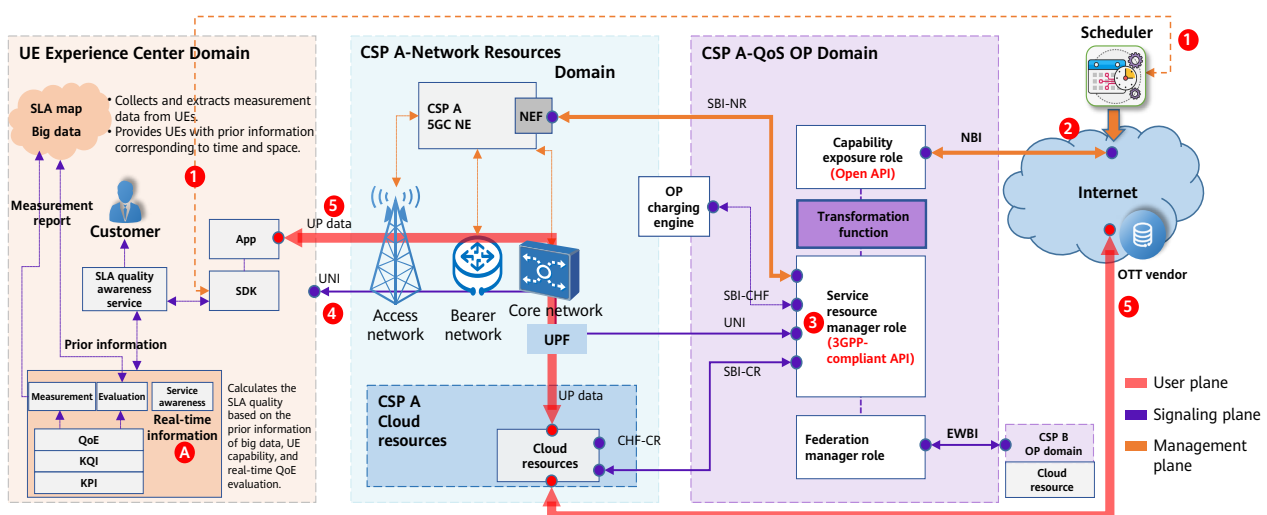 UE Experience Center Domain
SLA map
Big data
• Collects and extracts measurement
data from UEs.
• Provides UEs with prior information
corresponding to time and space.
1
Measurement
report
Customer
App
SLA quality
awareness
service
SDK
Prior information
Measurement
Evaluation
Service
awareness
Real-time
information
A
QoE
KQI
KPI
Calculates the
SLA quality
based on the
prior information
of big data, UE
capability, and
real-time QoE
evaluation.
CSP A-Network Resources
Domain
CSP A
5GC NE
NEF
5
UP data
UNI
4
Access
network
Bearer
network
Core network
UPF
UP data
CSP A
Cloud
resources
Cloud
resources
CHF-CR
CSP A-QoS OP Domain
SBI-NR
OP
charging
engine
Capability
exposure role
(Open API)
Transformation
function
SBI-CHF
UNI
SBI-CR
3
Service
resource
manager role
(3GPP-
compliant API)
Federation
manager role
NBI
EWBI
CSP B
OP domain
Cloud
resource
Scheduler
1
2
Internet
OTT vendor
5
User plane
Signaling plane
Management
plane